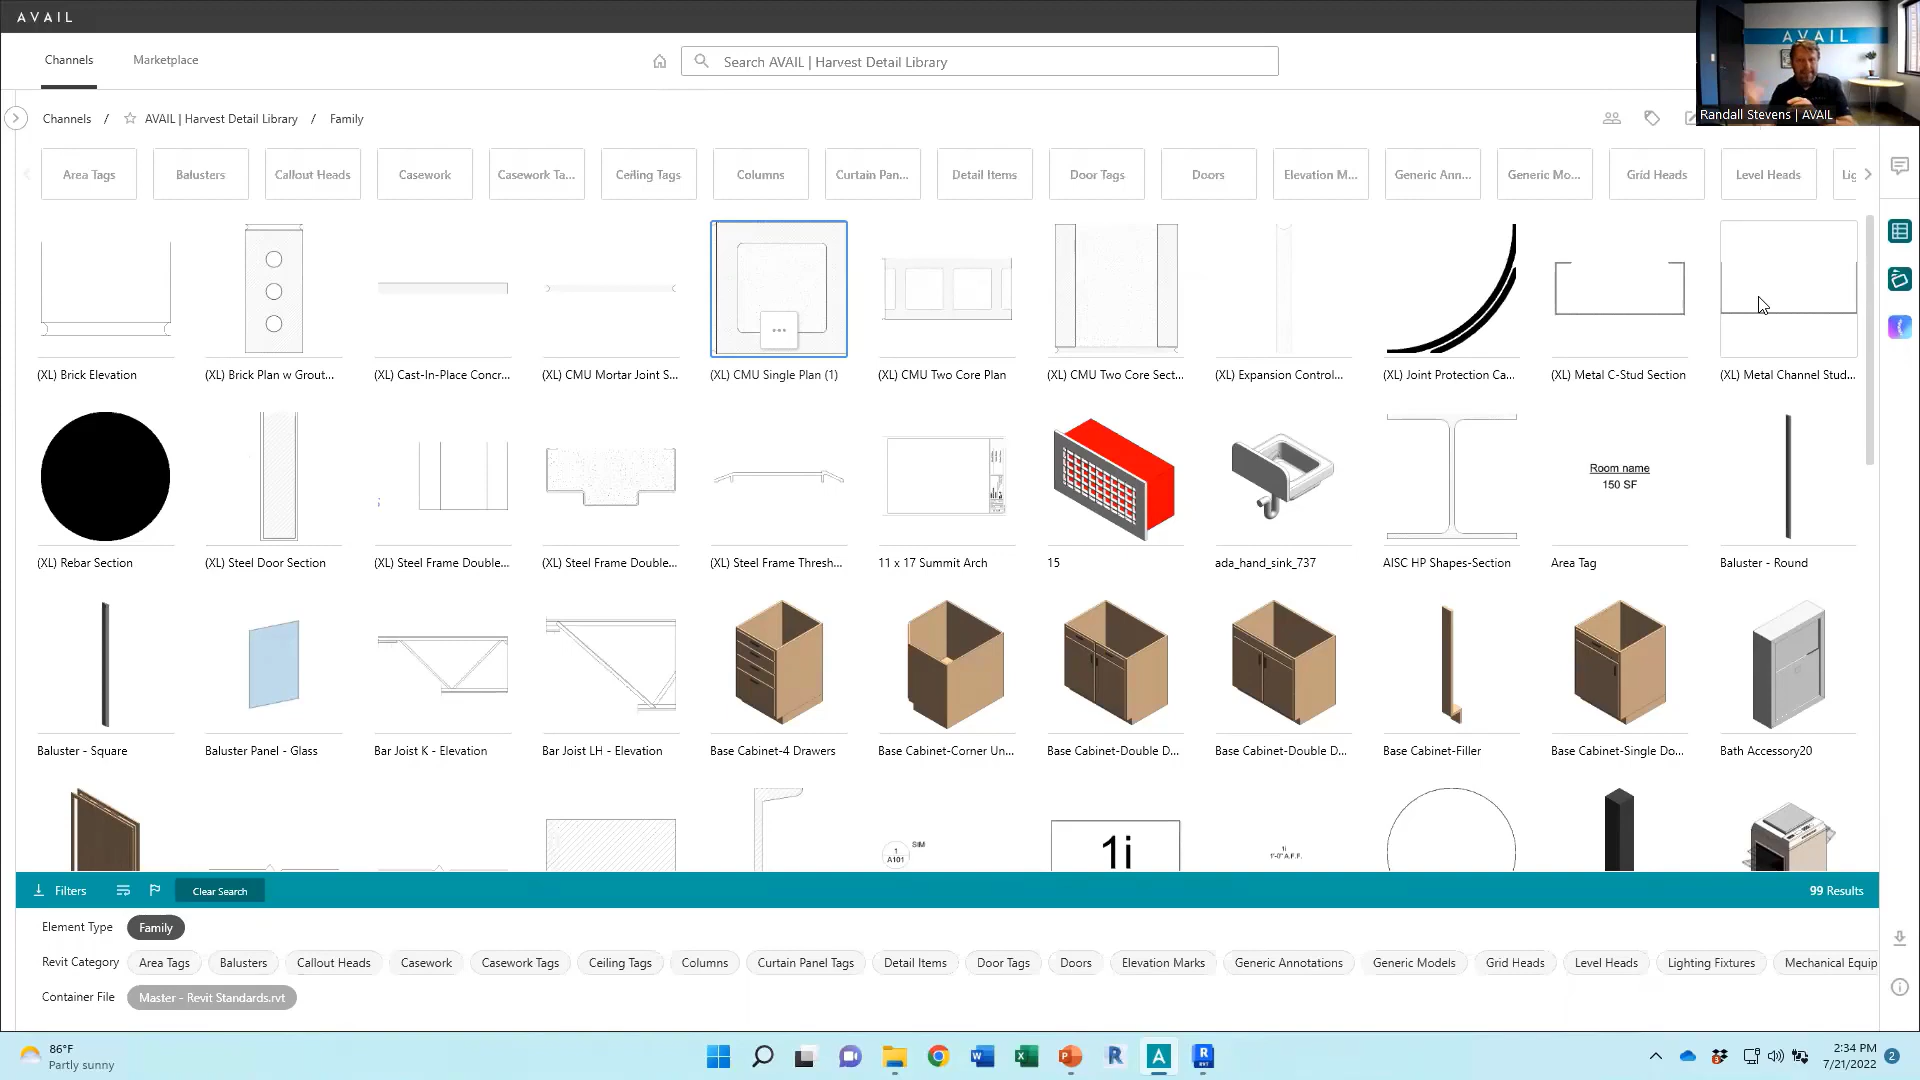 AVAIL
Channels
Marketplace
Search AVAIL | Harvest Detail Library
AVAIL
Randall Stevens | AVAIL
Channels / AVAIL | Harvest Detail Library / Family
Area Tags
Balusters
Callout Heads
Casework
Casework Ta...
Ceiling Tags
Columns
Curtain Pan...
Detail Items
Door Tags
Doors
Elevation M...
Generic Ann...
Generic Mo...
Grid Heads
Level Heads
Lig
(XL) Brick Elevation
(XL) Brick Plan w Grout...
(XL) Cast-In-Place Concr...
(XL) CMU Mortar Joint S...
(XL) CMU Single Plan (1)
(XL) CMU Two Core Plan
(XL) CMU Two Core Sect...
(XL) Expansion Control...
(XL) Joint Protection Ca...
(XL) Metal C-Stud Section
(XL) Metal Channel Stud...
Room name
150 SF
(XL) Rebar Section
(XL) Steel Door Section
(XL) Steel Frame Double...
(XL) Steel Frame Double...
(XL) Steel Frame Thresh...
11 x 17 Summit Arch
15
ada_hand_sink_737
AISC HP Shapes-Section
Area Tag
Baluster - Round
Baluster - Square
Baluster Panel - Glass
Bar Joist K - Elevation
Bar Joist LH - Elevation
Base Cabinet-4 Drawers
Base Cabinet-Corner Un...
Base Cabinet-Double D...
Base Cabinet-Double D...
Base Cabinet-Filler
Base Cabinet-Single Do...
Bath Accessory20
1
A101
SIM
1i
1i
1'-0" A.F.F.
Filters
Clear Search
99 Results
Element Type
Family
Revit Category
Area Tags
Balusters
Callout Heads
Casework
Casework Tags
Ceiling Tags
Columns
Curtain Panel Tags
Detail Items
Door Tags
Doors
Elevation Marks
Generic Annotations
Generic Models
Grid Heads
Level Heads
Lighting Fixtures
Mechanical Equip
Container File
Master - Revit Standards.rvt
86°F
Partly sunny
2:34 PM
7/21/2022
2